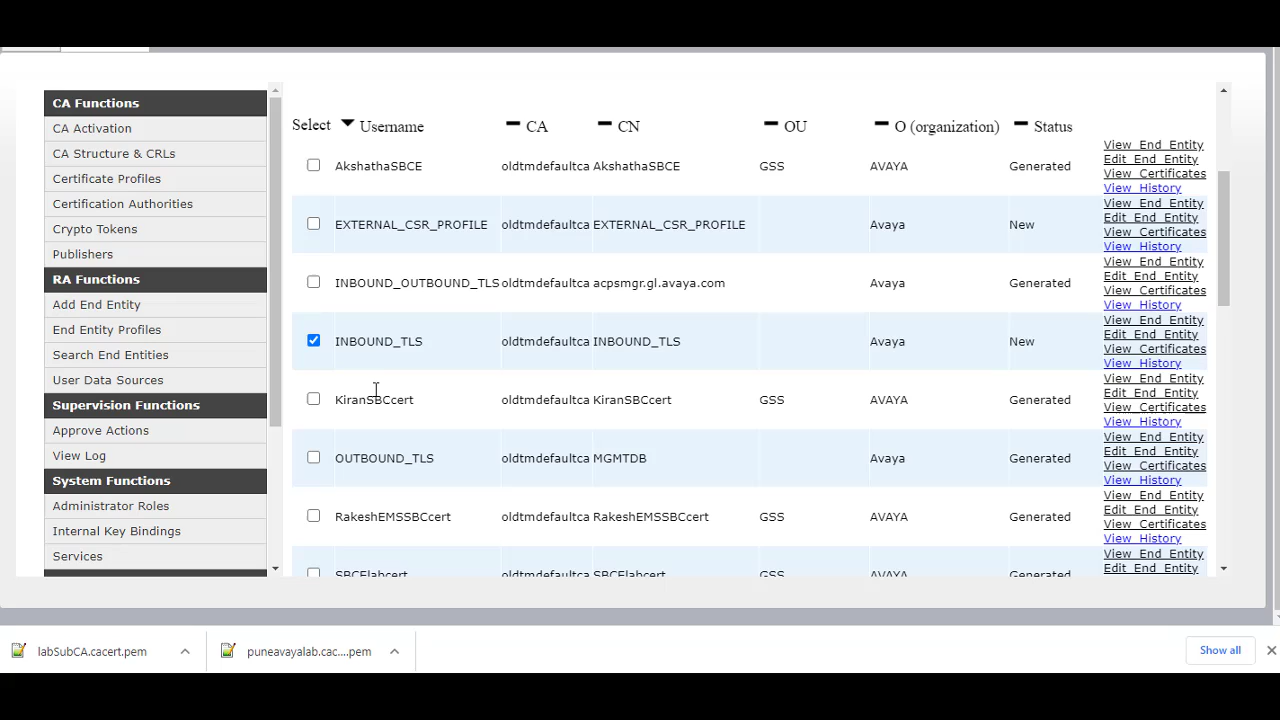 CA Functions
CA Activation
CA Structure & CRLs
Certificate Profiles
Certification Authorities
Crypto Tokens
Publishers
RA Functions
Add End Entity
End Entity Profiles
Search End Entities
User Data Sources
Supervision Functions
Approve Actions
View Log
System Functions
Administrator Roles
Internal Key Bindings
Services
Select Username CA CN OU O (organization) Status
AkshathaSBCE oldtmdefaultca AkshathaSBCE GSS AVAYA Generated
View End Entity
Edit End Entity
View Certificates
View History
EXTERNAL_CSR_PROFILE oldtmdefaultca EXTERNAL_CSR_PROFILE Avaya New
View End Entity
Edit End Entity
View Certificates
View History
INBOUND_OUTBOUND_TLS oldtmdefaultca acpsmgr.gl.avaya.com Avaya Generated
View End Entity
Edit End Entity
View Certificates
View History
INBOUND_TLS oldtmdefaultca INBOUND_TLS Avaya New
View End Entity
Edit End Entity
View Certificates
View History
KiranSBCcert oldtmdefaultca KiranSBCcert GSS AVAYA Generated
View End Entity
Edit End Entity
View Certificates
View History
OUTBOUND_TLS oldtmdefaultca MGMTDB Avaya Generated
View End Entity
Edit End Entity
View Certificates
View History
RakeshEMSSBCcert oldtmdefaultca RakeshEMSSBCcert GSS AVAYA Generated
View End Entity
Edit End Entity
View Certificates
View History
SBCElabcert oldtmdefaultca SBCElabcert GSS AVAYA Generated
View End Entity
Edit End Entity
labSubCA.cacert.pem
puneavayalab.cac....pem
Show all